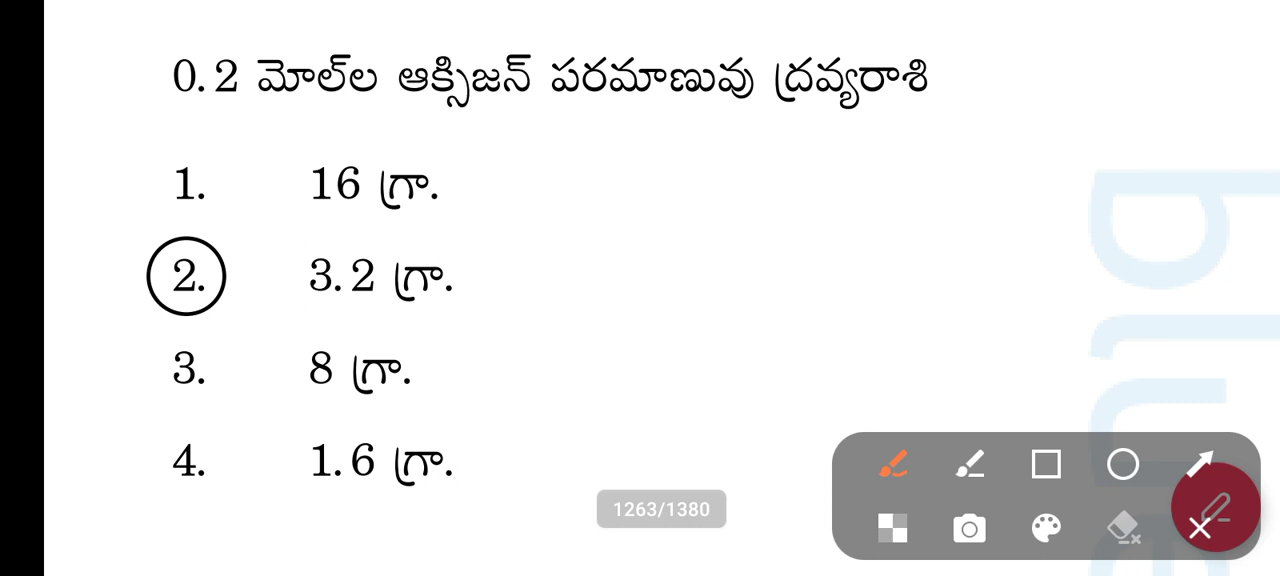 0.2 మోల్‌ల ఆక్సిజన్ పరమాణువు ద్రవ్యరాశి
1. 16 గ్రా.
2. 3.2 గ్రా.
3. 8 గ్రా.
4. 1.6 గ్రా.
1263/1380